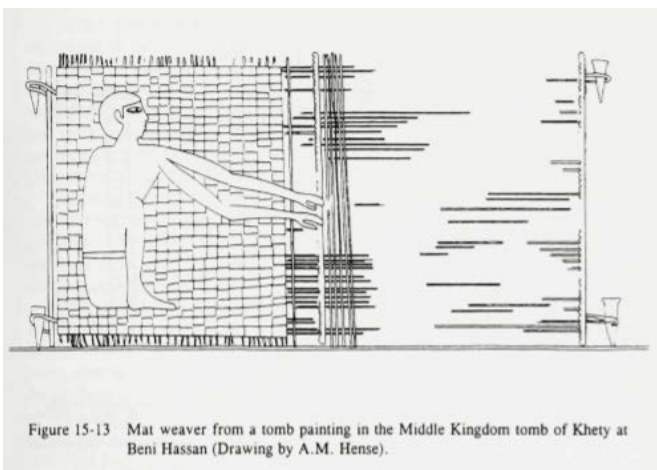 Figure 15-13 Mat weaver from a tomb painting in the Middle Kingdom tomb of Khety at
Beni Hassan (Drawing by A.M. Hense).